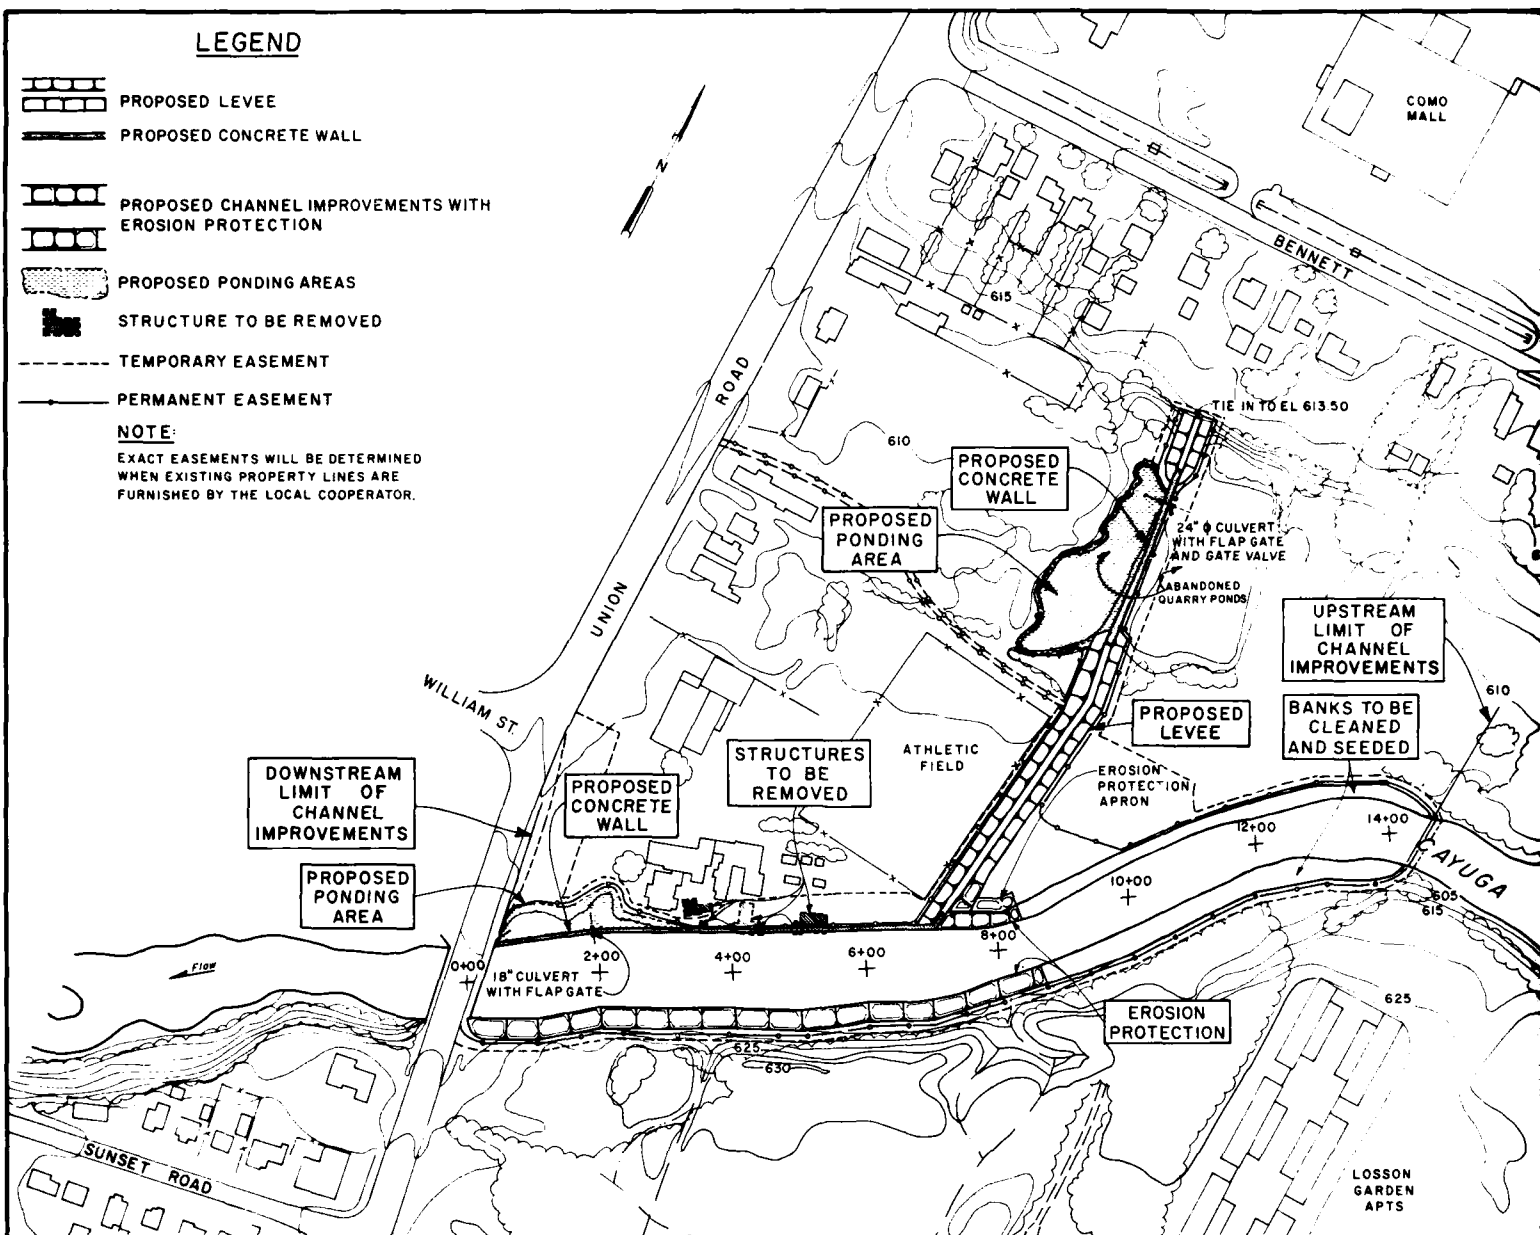 LEGEND
PROPOSED LEVEE
PROPOSED CONCRETE WALL
PROPOSED CHANNEL IMPROVEMENTS WITH
EROSION PROTECTION
PROPOSED PONDING AREAS
STRUCTURE TO BE REMOVED
TEMPORARY EASEMENT
PERMANENT EASEMENT
NOTE:
EXACT EASEMENTS WILL BE DETERMINED
WHEN EXISTING PROPERTY LINES ARE
FURNISHED BY THE LOCAL COOPERATOR.
N
COMO
MALL
BENNETT
615
ROAD
UNION
TIE IN TO EL 613.50
610
PROPOSED
CONCRETE
WALL
PROPOSED
PONDING
AREA
24" φ CULVERT
WITH FLAP GATE
AND GATE VALVE
ABANDONED
QUARRY PONDS
UPSTREAM
LIMIT OF
CHANNEL
IMPROVEMENTS
610
WILLIAM ST.
PROPOSED
LEVEE
BANKS TO BE
CLEANED
AND SEEDED
STRUCTURES
TO BE
REMOVED
ATHLETIC
FIELD
EROSION
PROTECTION
APRON
DOWNSTREAM
LIMIT OF
CHANNEL
IMPROVEMENTS
PROPOSED
CONCRETE
WALL
PROPOSED
PONDING
AREA
12+00
14+00
CAYUGA
10+00
605
615
8+00
6+00
4+00
2+00
0+00
FLOW
18" CULVERT
WITH FLAP GATE
EROSION
PROTECTION
625
625
630
SUNSET ROAD
LOSSON
GARDEN
APTS